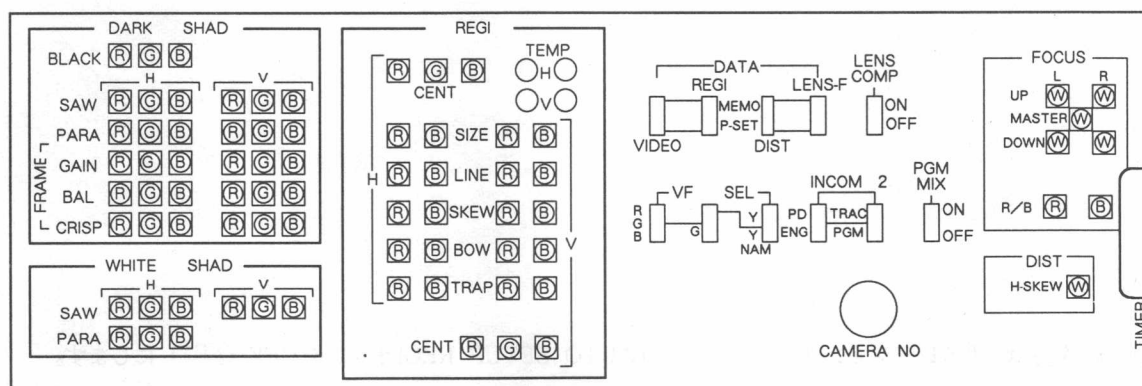 DARK SHAD
BLACK R G B
H V
SAW R G B R G B
PARA R G B R G B
FRAME
GAIN R G B R G B
BAL R G B R G B
CRISP R G B R G B
WHITE SHAD
H V
SAW R G B R G B
PARA R G B
REGI
TEMP
R G B H
CENT
V
H
V
R B SIZE R B
R B LINE R B
R B SKEW R B
R B BOW R B
R B TRAP R B
CENT R G B
DATA
REGI LENS-F
MEMO
P-SET
VIDEO DIST
LENS
COMP
ON
OFF
VF SEL
R
G
B
G
Y
Y
NAM
INCOM 2
PD TRAC
ENG PGM
PGM
MIX
ON
OFF
CAMERA NO
FOCUS
L R
UP W W
MASTER W
DOWN W W
R/B R B
DIST
H-SKEW W
TIMER